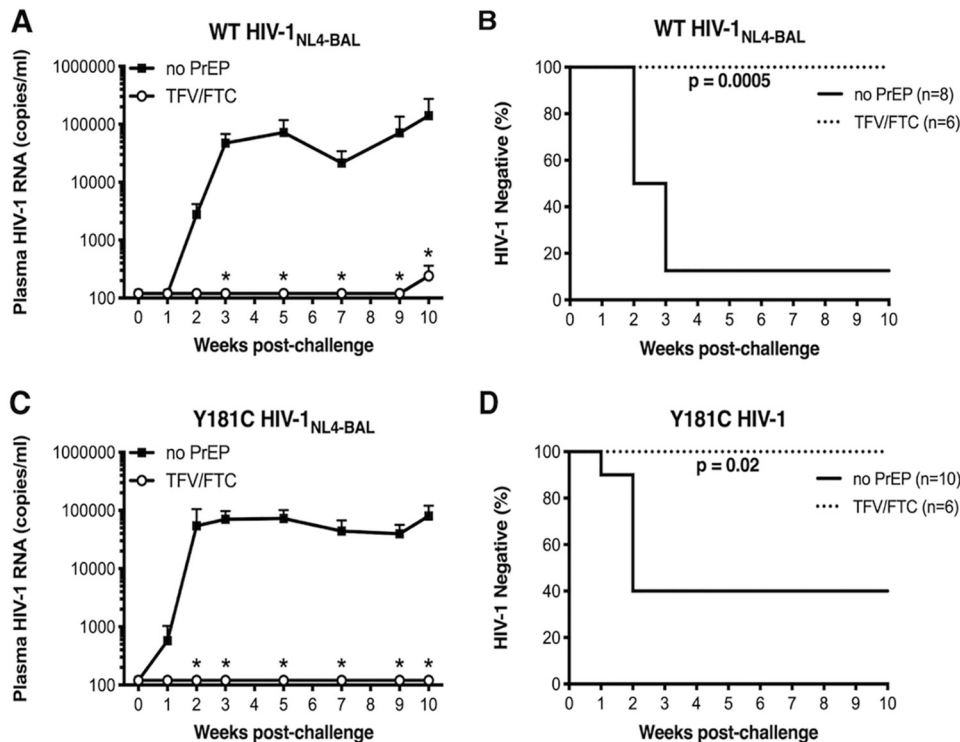 A
WT HIV-1NL4-BAL
no PrEP
TFV/FTC
Plasma HIV-1 RNA (copies/ml)
1000000
100000
10000
1000
100
* * * * *
0 1 2 3 4 5 6 7 8 9 10
Weeks post-challenge
B
WT HIV-1NL4-BAL
HIV-1 Negative (%)
100
80
60
40
20
0
p = 0.0005
no PrEP (n=8)
TFV/FTC (n=6)
0 1 2 3 4 5 6 7 8 9 10
Weeks post-challenge
C
Y181C HIV-1NL4-BAL
no PrEP
TFV/FTC
Plasma HIV-1 RNA (copies/ml)
1000000
100000
10000
1000
100
* * * * * *
0 1 2 3 4 5 6 7 8 9 10
Weeks post-challenge
D
Y181C HIV-1
HIV-1 Negative (%)
100
80
60
40
20
0
p = 0.02
no PrEP (n=10)
TFV/FTC (n=6)
0 1 2 3 4 5 6 7 8 9 10
Weeks post-challenge